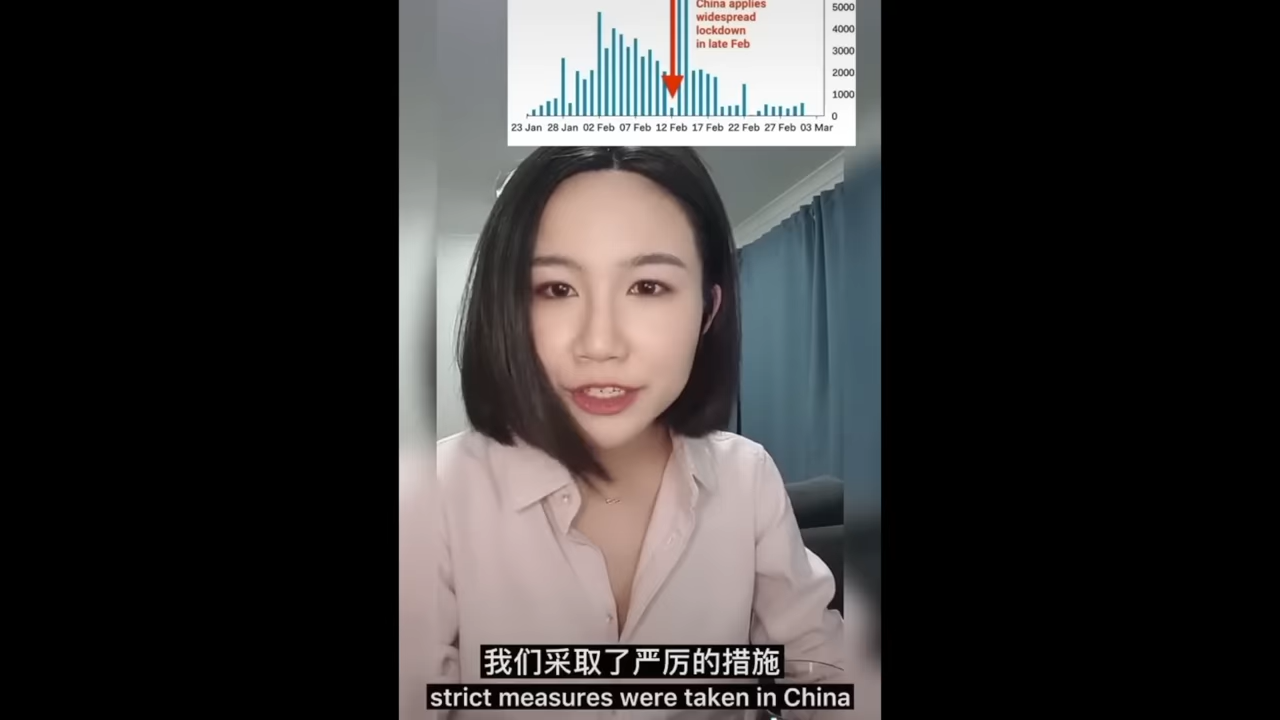 China applies
widespread
lockdown
in late Feb
5000
4000
3000
2000
1000
0
23 Jan 28 Jan 02 Feb 07 Feb 12 Feb 17 Feb 22 Feb 27 Feb 03 Mar
我们采取了严厉的措施
strict measures were taken in China